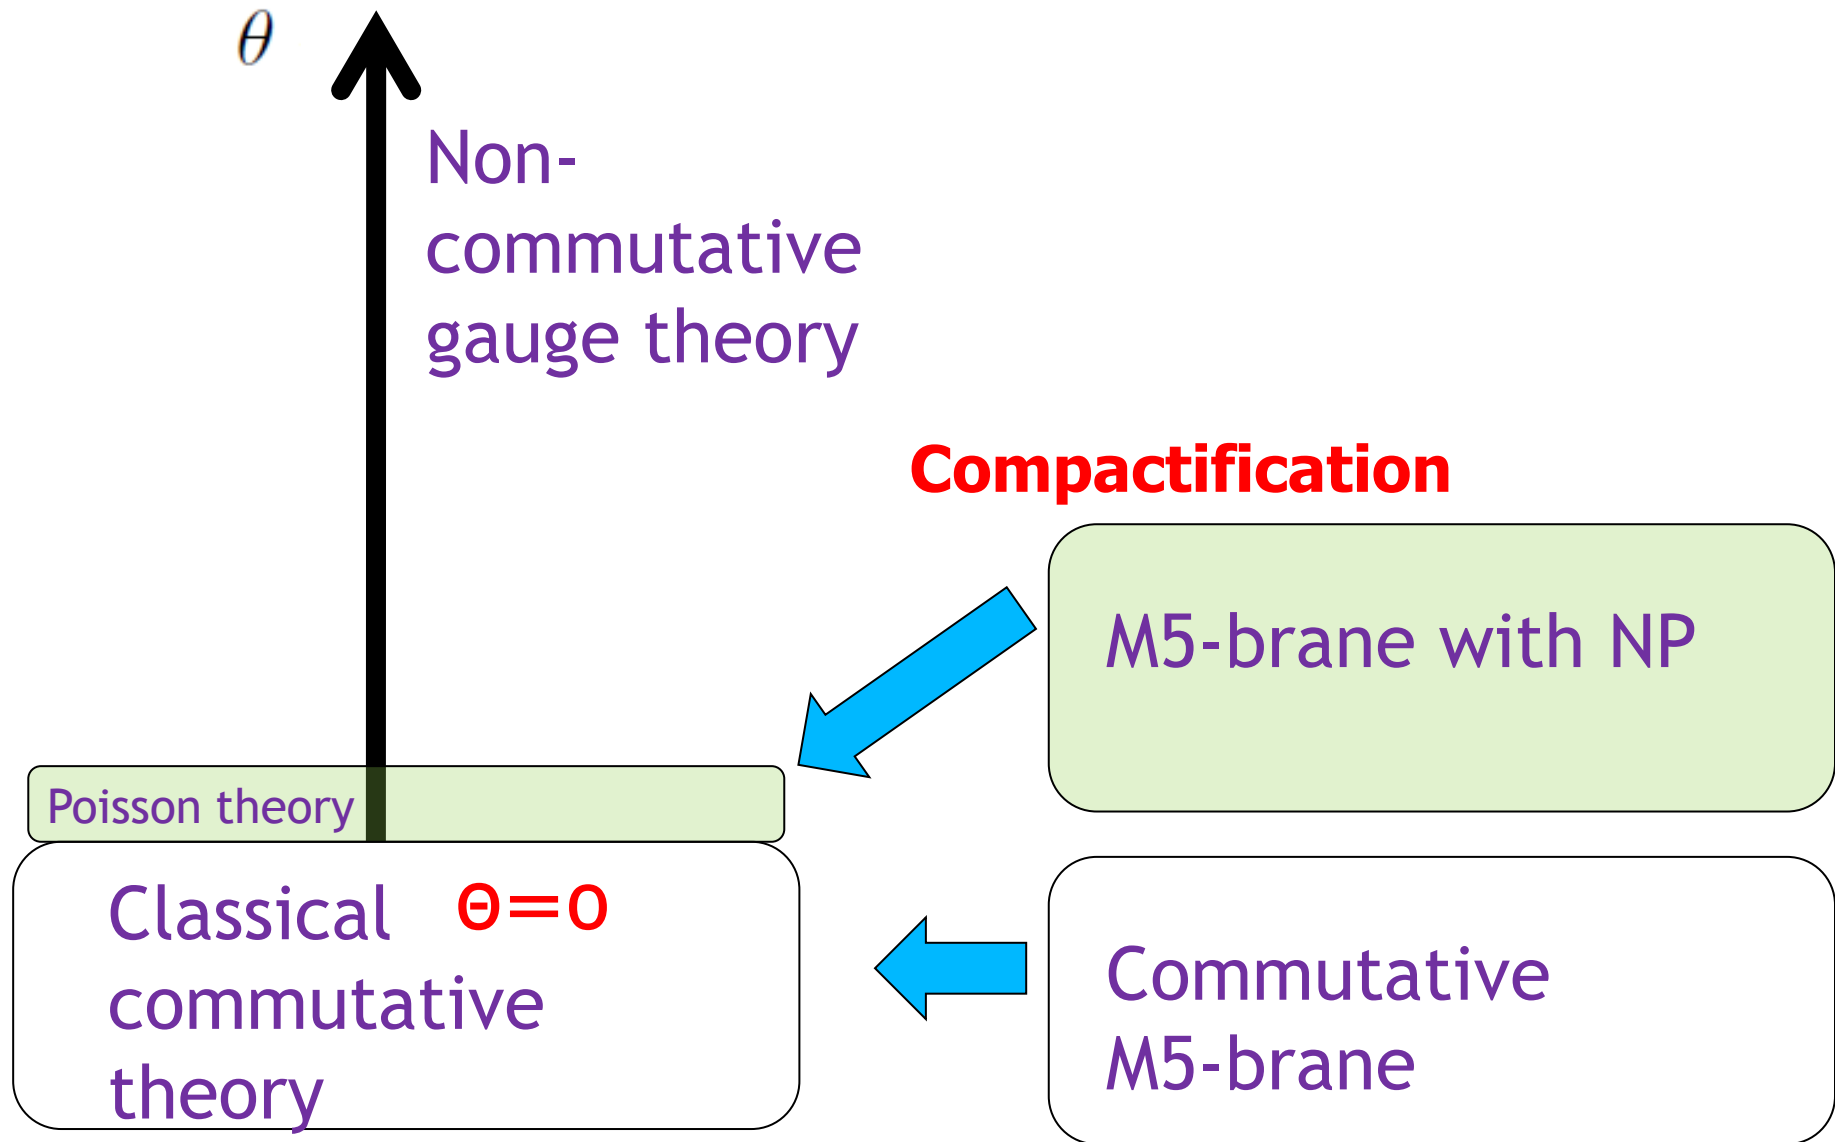 θ
Non-
commutative
gauge theory
Compactification
M5-brane with NP
Poisson theory
Classical Θ=0
commutative
theory
Commutative
M5-brane